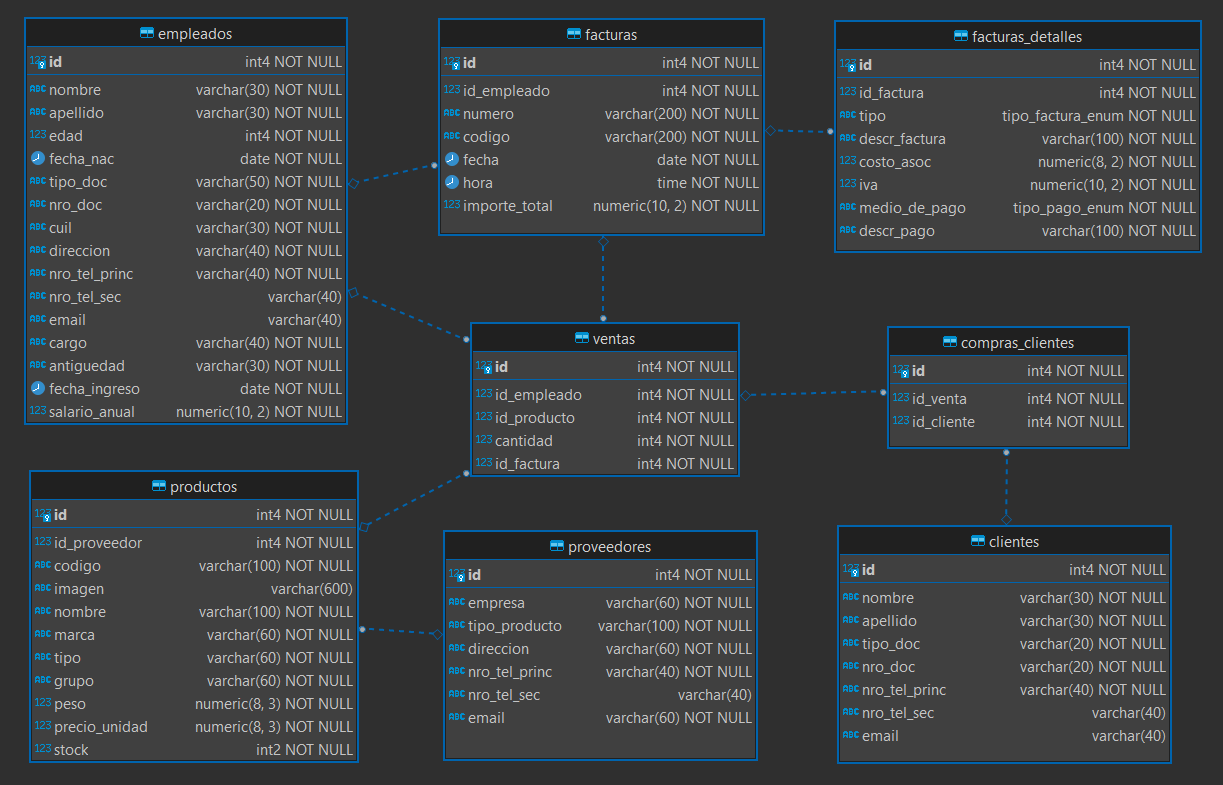 empleados
id int4 NOT NULL
nombre varchar(30) NOT NULL
apellido varchar(30) NOT NULL
edad int4 NOT NULL
fecha_nac date NOT NULL
tipo_doc varchar(50) NOT NULL
nro_doc varchar(20) NOT NULL
cuil varchar(30) NOT NULL
direccion varchar(40) NOT NULL
nro_tel_princ varchar(40) NOT NULL
nro_tel_sec varchar(40)
email varchar(40)
cargo varchar(40) NOT NULL
antiguedad varchar(30) NOT NULL
fecha_ingreso date NOT NULL
salario_anual numeric(10, 2) NOT NULL
facturas
id int4 NOT NULL
id_empleado int4 NOT NULL
numero varchar(200) NOT NULL
codigo varchar(200) NOT NULL
fecha date NOT NULL
hora time NOT NULL
importe_total numeric(10, 2) NOT NULL
facturas_detalles
id int4 NOT NULL
id_factura int4 NOT NULL
tipo tipo_factura_enum NOT NULL
descr_factura varchar(100) NOT NULL
costo_asoc numeric(8, 2) NOT NULL
iva numeric(10, 2) NOT NULL
medio_de_pago tipo_pago_enum NOT NULL
descr_pago varchar(100) NOT NULL
ventas
id int4 NOT NULL
id_empleado int4 NOT NULL
id_producto int4 NOT NULL
cantidad int4 NOT NULL
id_factura int4 NOT NULL
compras_clientes
id int4 NOT NULL
id_venta int4 NOT NULL
id_cliente int4 NOT NULL
productos
id int4 NOT NULL
id_proveedor int4 NOT NULL
codigo varchar(100) NOT NULL
imagen varchar(600)
nombre varchar(100) NOT NULL
marca varchar(60) NOT NULL
tipo varchar(60) NOT NULL
grupo varchar(60) NOT NULL
peso numeric(8, 3) NOT NULL
precio_unidad numeric(8, 3) NOT NULL
stock int2 NOT NULL
proveedores
id int4 NOT NULL
empresa varchar(60) NOT NULL
tipo_producto varchar(100) NOT NULL
direccion varchar(60) NOT NULL
nro_tel_princ varchar(40) NOT NULL
nro_tel_sec varchar(40)
email varchar(60) NOT NULL
clientes
id int4 NOT NULL
nombre varchar(30) NOT NULL
apellido varchar(30) NOT NULL
tipo_doc varchar(20) NOT NULL
nro_doc varchar(20) NOT NULL
nro_tel_princ varchar(40) NOT NULL
nro_tel_sec varchar(40)
email varchar(40)